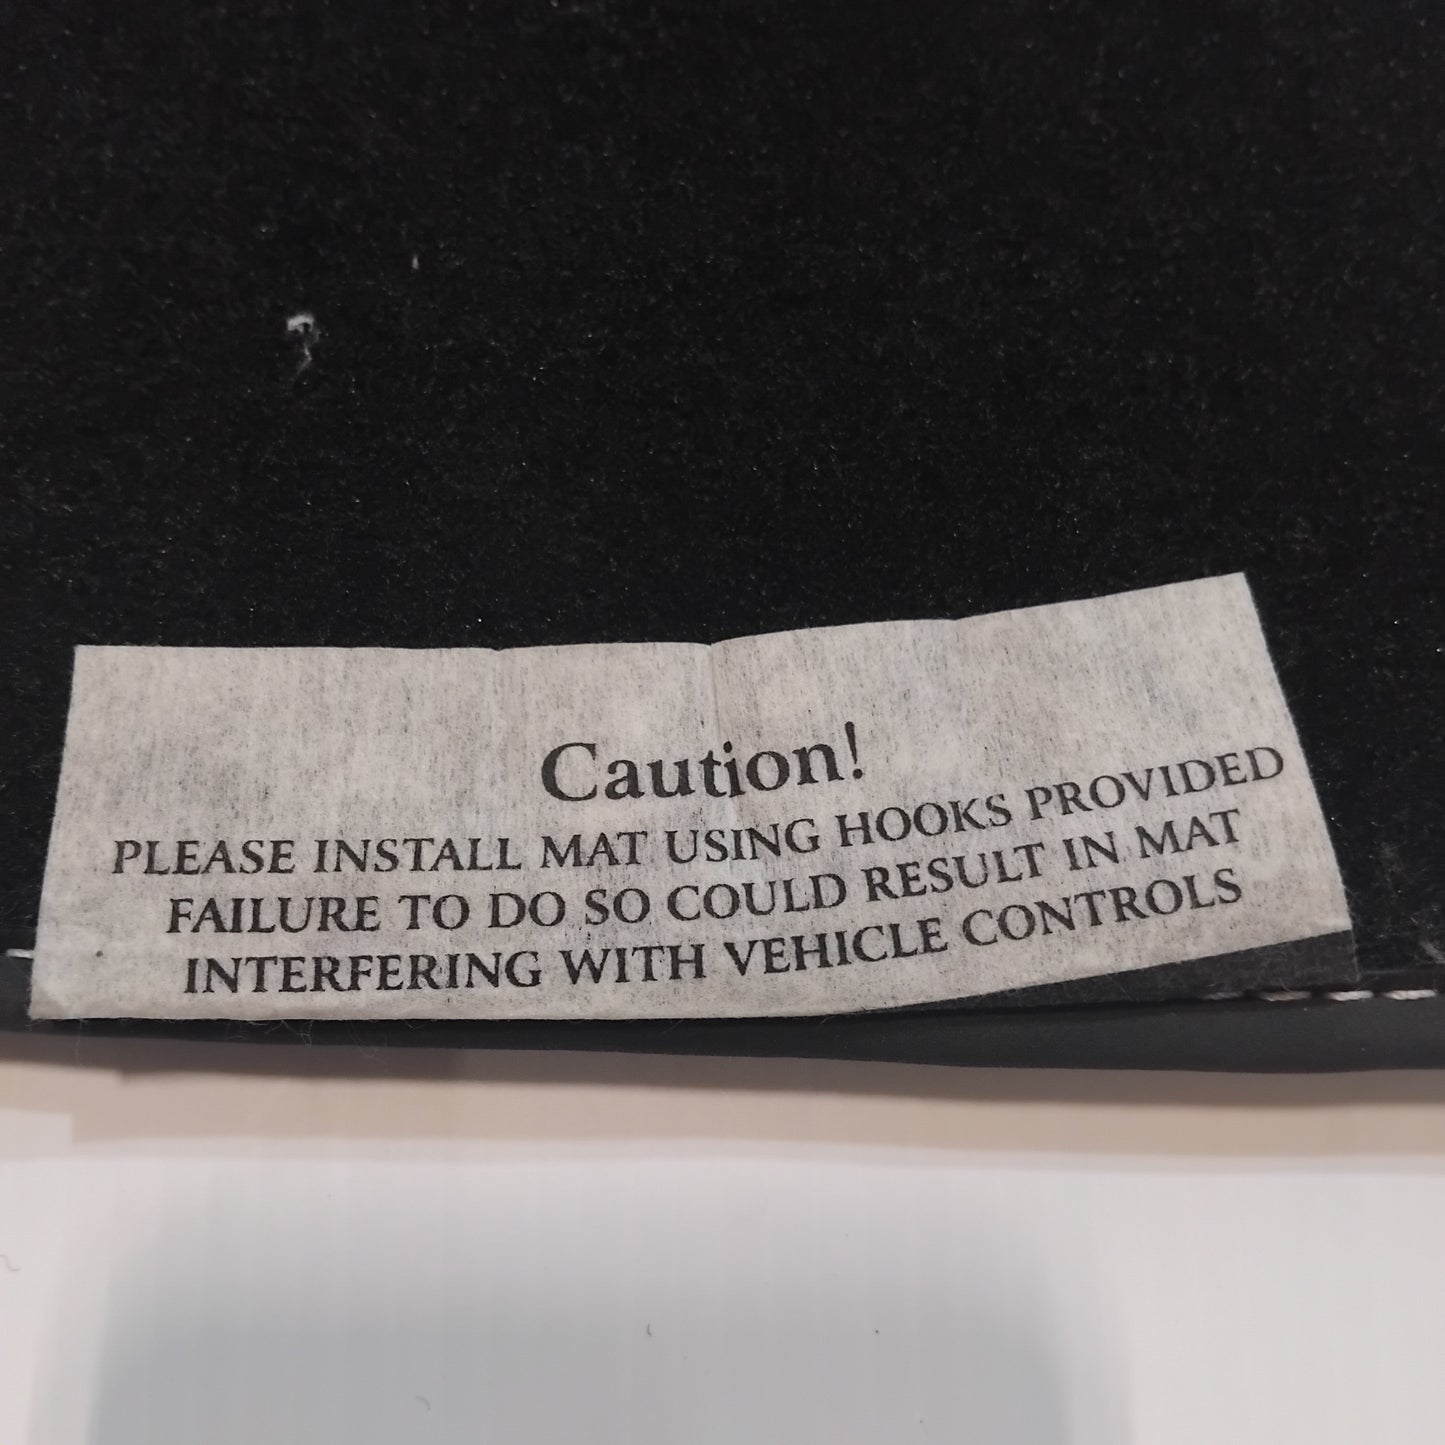 Caution!
PLEASE INSTALL MAT USING HOOKS PROVIDED
FAILURE TO DO SO COULD RESULT IN MAT
INTERFERING WITH VEHICLE CONTROLS